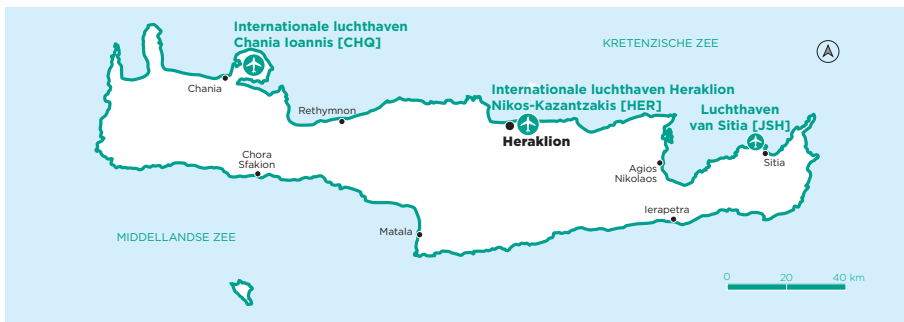 Internationale luchthaven
Chania Ioannis [CHQ]
KRETENZISCHE ZEE
Chania
Internationale luchthaven Heraklion
Nikos-Kazantzakis [HER]
Rethymnon
Luchthaven
van Sitia [JSH]
Heraklion
Chora
Sfakion
Agios
Nikolaos
Sitia
Ierapetra
Matala
MIDDELLANDSE ZEE
0 20 40 km